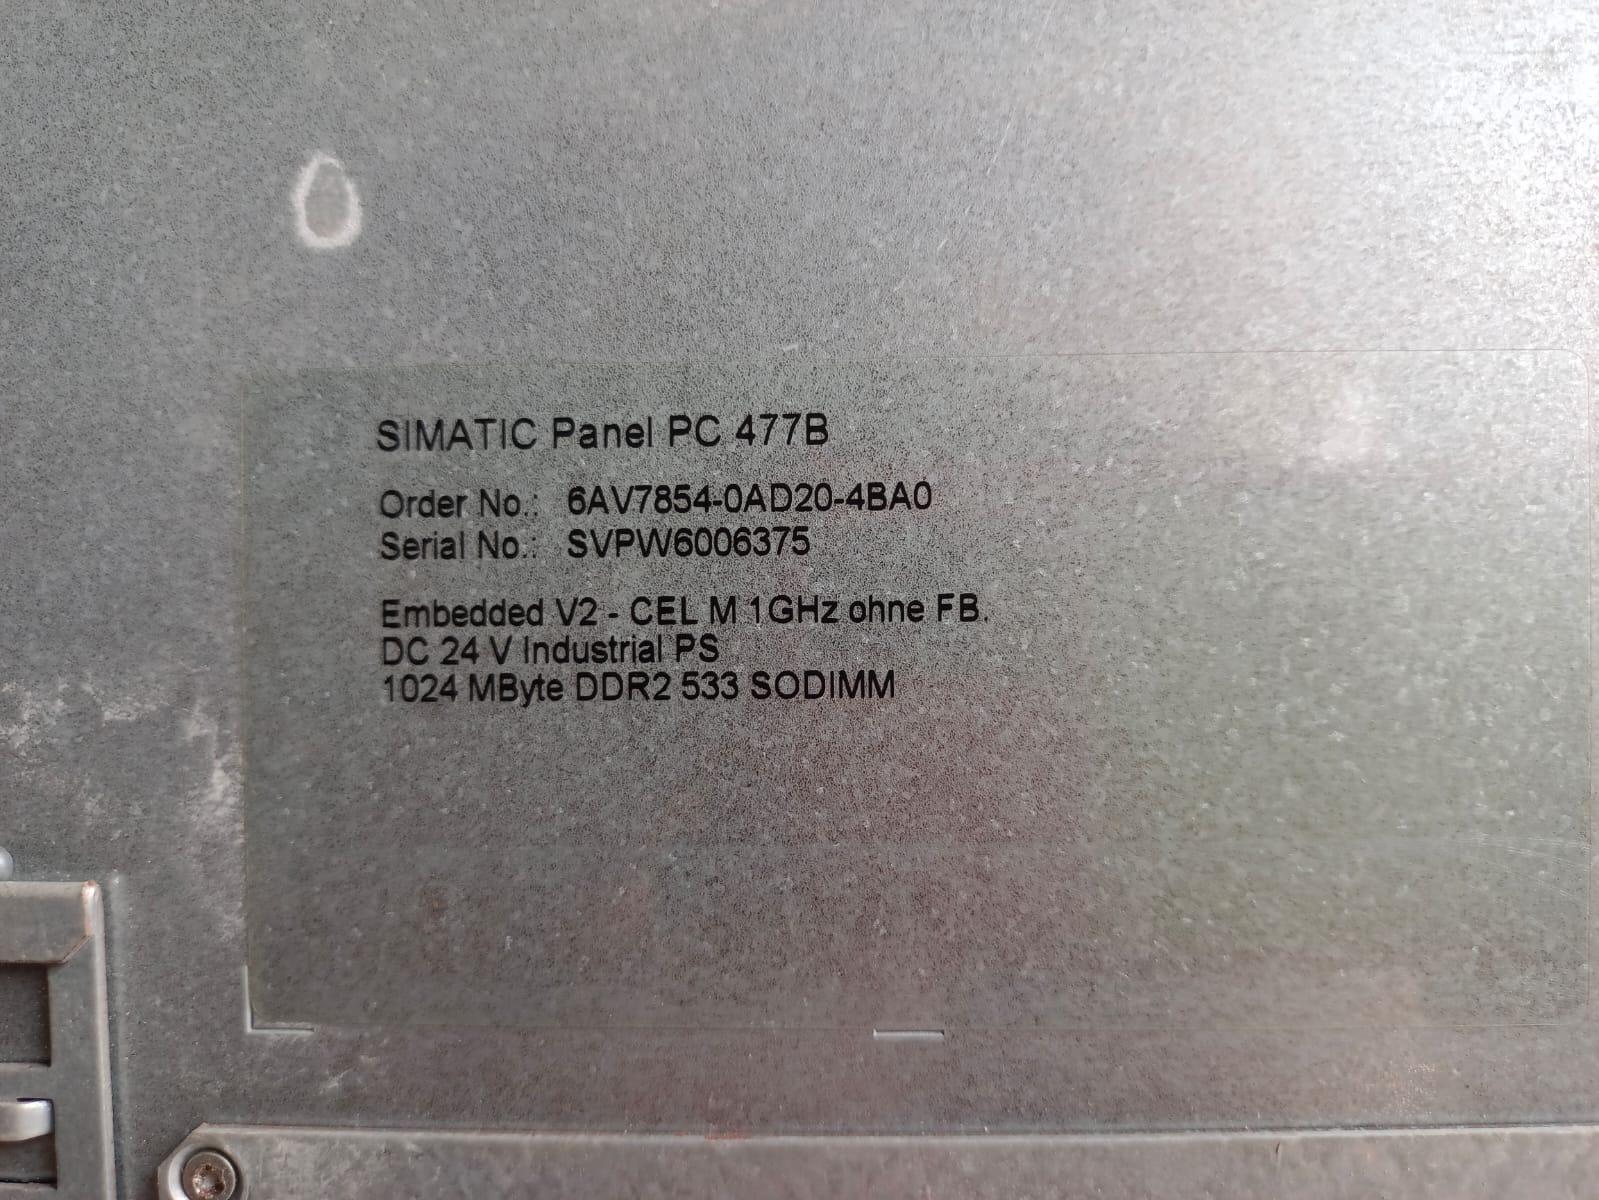 SIMATIC Panel PC 477B
Order No.: 6AV7854-0AD20-4BA0
Serial No.: SVPW6006375
Embedded V2 - CEL M 1GHz ohne FB.
DC 24 V Industrial PS
1024 MByte DDR2 533 SODIMM